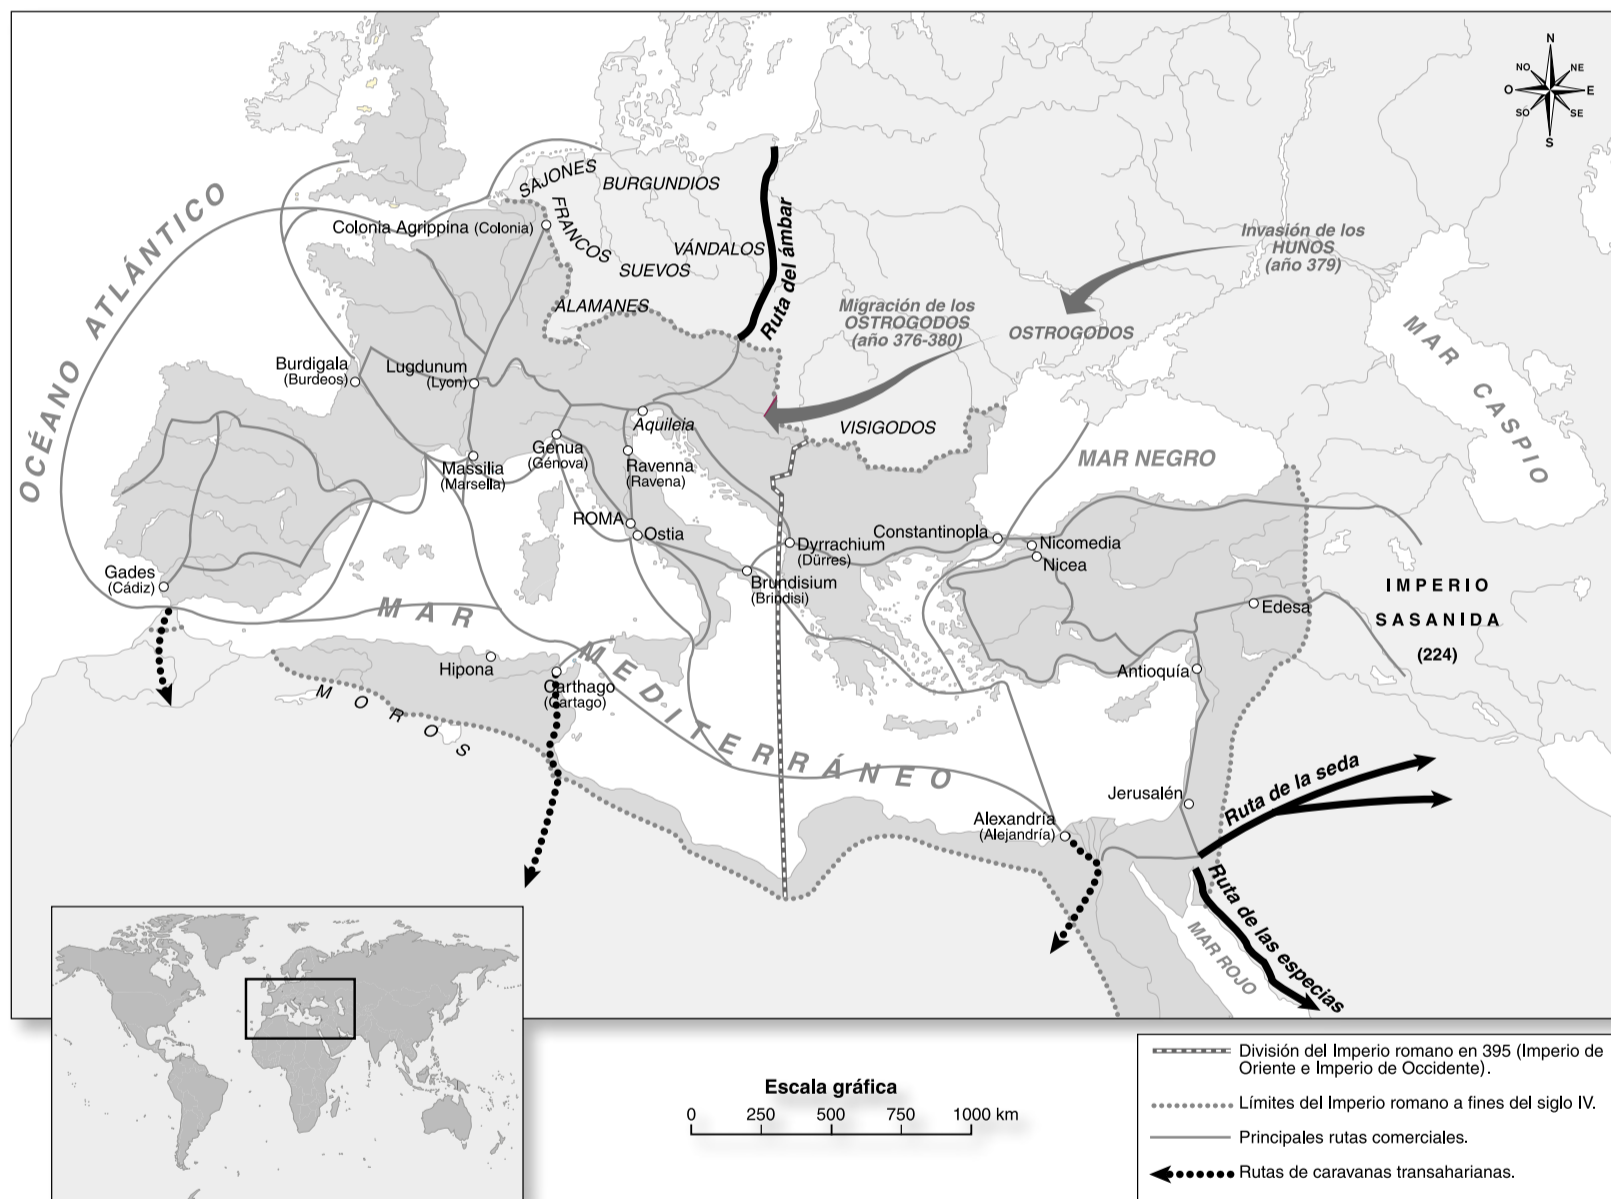 N
NO
NE
O
E
SO
SE
S
OCÉANO ATLÁNTICO
SAJONES
BURGUNDIOS
FRANCOS
Colonia Agrippina (Colonia)
VÁNDALOS
SUEVOS
ALAMANES
Ruta del ámbar
Invasión de los
HUNOS
(año 379)
Migración de los
OSTROGODOS
(año 376-380)
OSTROGODOS
MAR CASPIO
Burdigala
(Burdeos)
Lugdunum
(Lyon)
Aquileia
VISIGODOS
Genua
(Génova)
Massilia
(Marsella)
Ravenna
(Ravena)
MAR NEGRO
ROMA
Ostia
Constantinopla
Nicomedia
Nicea
Dyrrachium
(Dürres)
Brundisium
(Brindisi)
Gades
(Cádiz)
Edesa
IMPERIO
SASANIDA
(224)
MAR MEDITERRÁNEO
Hipona
Carthago
(Cartago)
MOROS
Antioquía
Jerusalén
Ruta de la seda
Alexandría
(Alejandría)
Ruta de las especias
MAR ROJO
Escala gráfica
0 250 500 750 1000 km
División del Imperio romano en 395 (Imperio de
Oriente e Imperio de Occidente).
Límites del Imperio romano a fines del siglo IV.
Principales rutas comerciales.
Rutas de caravanas transaharianas.